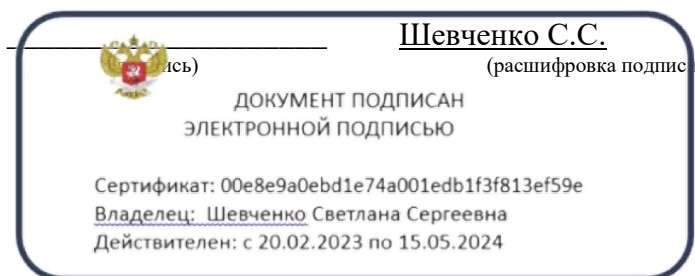 Шевченко С.С.
ись) (расшифровка подпис
ДОКУМЕНТ ПОДПИСАН
ЭЛЕКТРОННОЙ ПОДПИСЬЮ
Сертификат: 00e8e9a0ebd1e74a001edb1f3f813ef59e
Владелец: Шевченко Светлана Сергеевна
Действителен: с 20.02.2023 по 15.05.2024